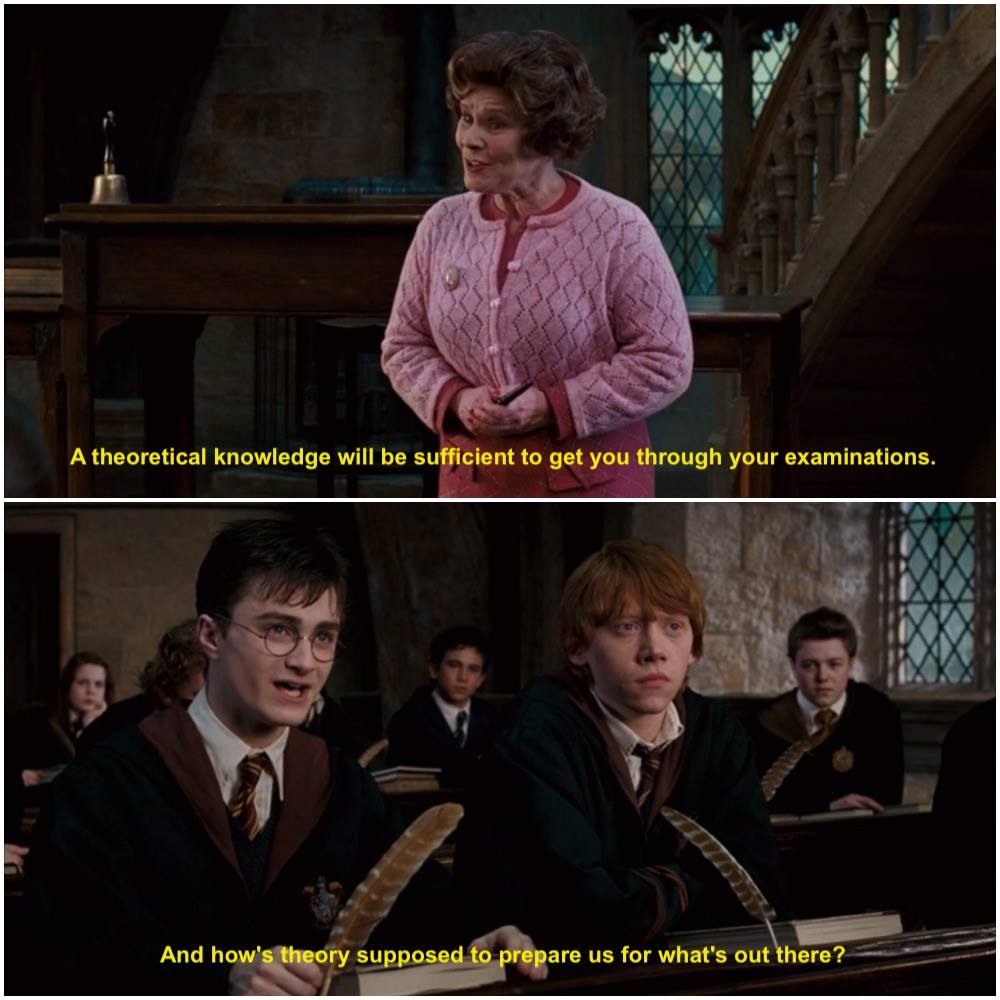 A theoretical knowledge will be sufficient to get you through your examinations.
And how's theory supposed to prepare us for what's out there?